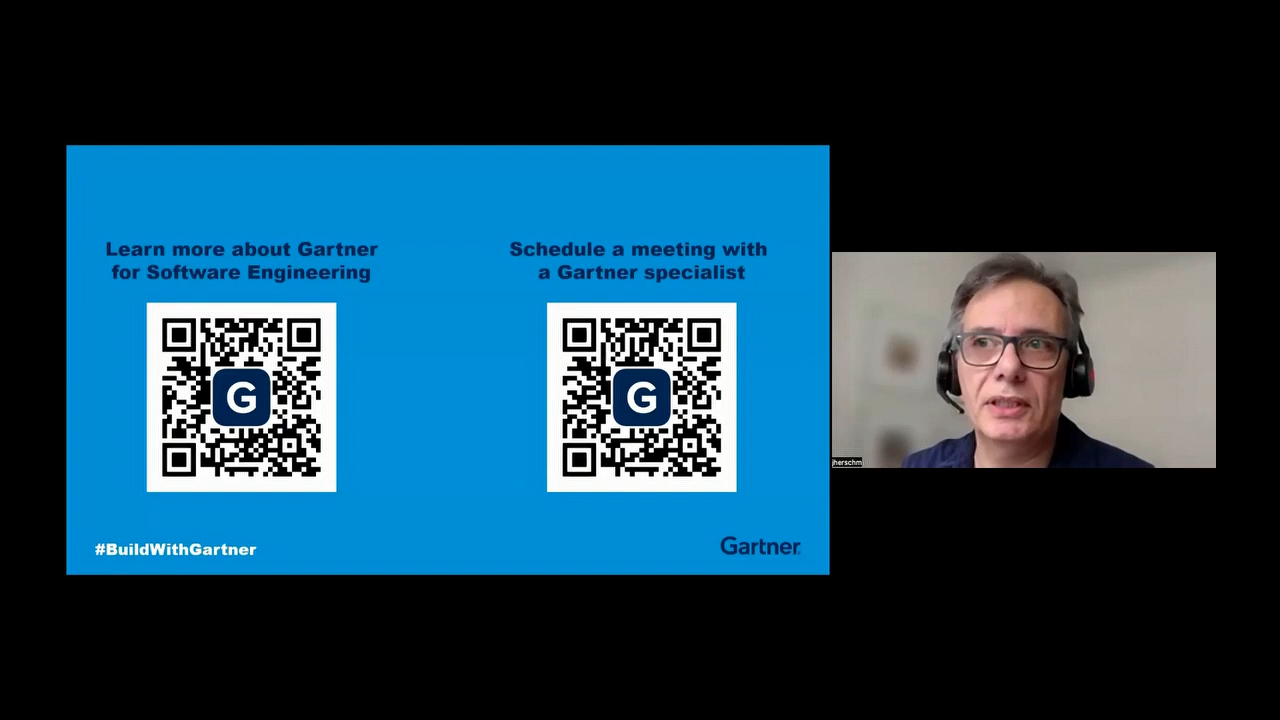 Learn more about Gartner
for Software Engineering
Schedule a meeting with
a Gartner specialist
G
G
#BuildWithGartner
Gartner
jherschm